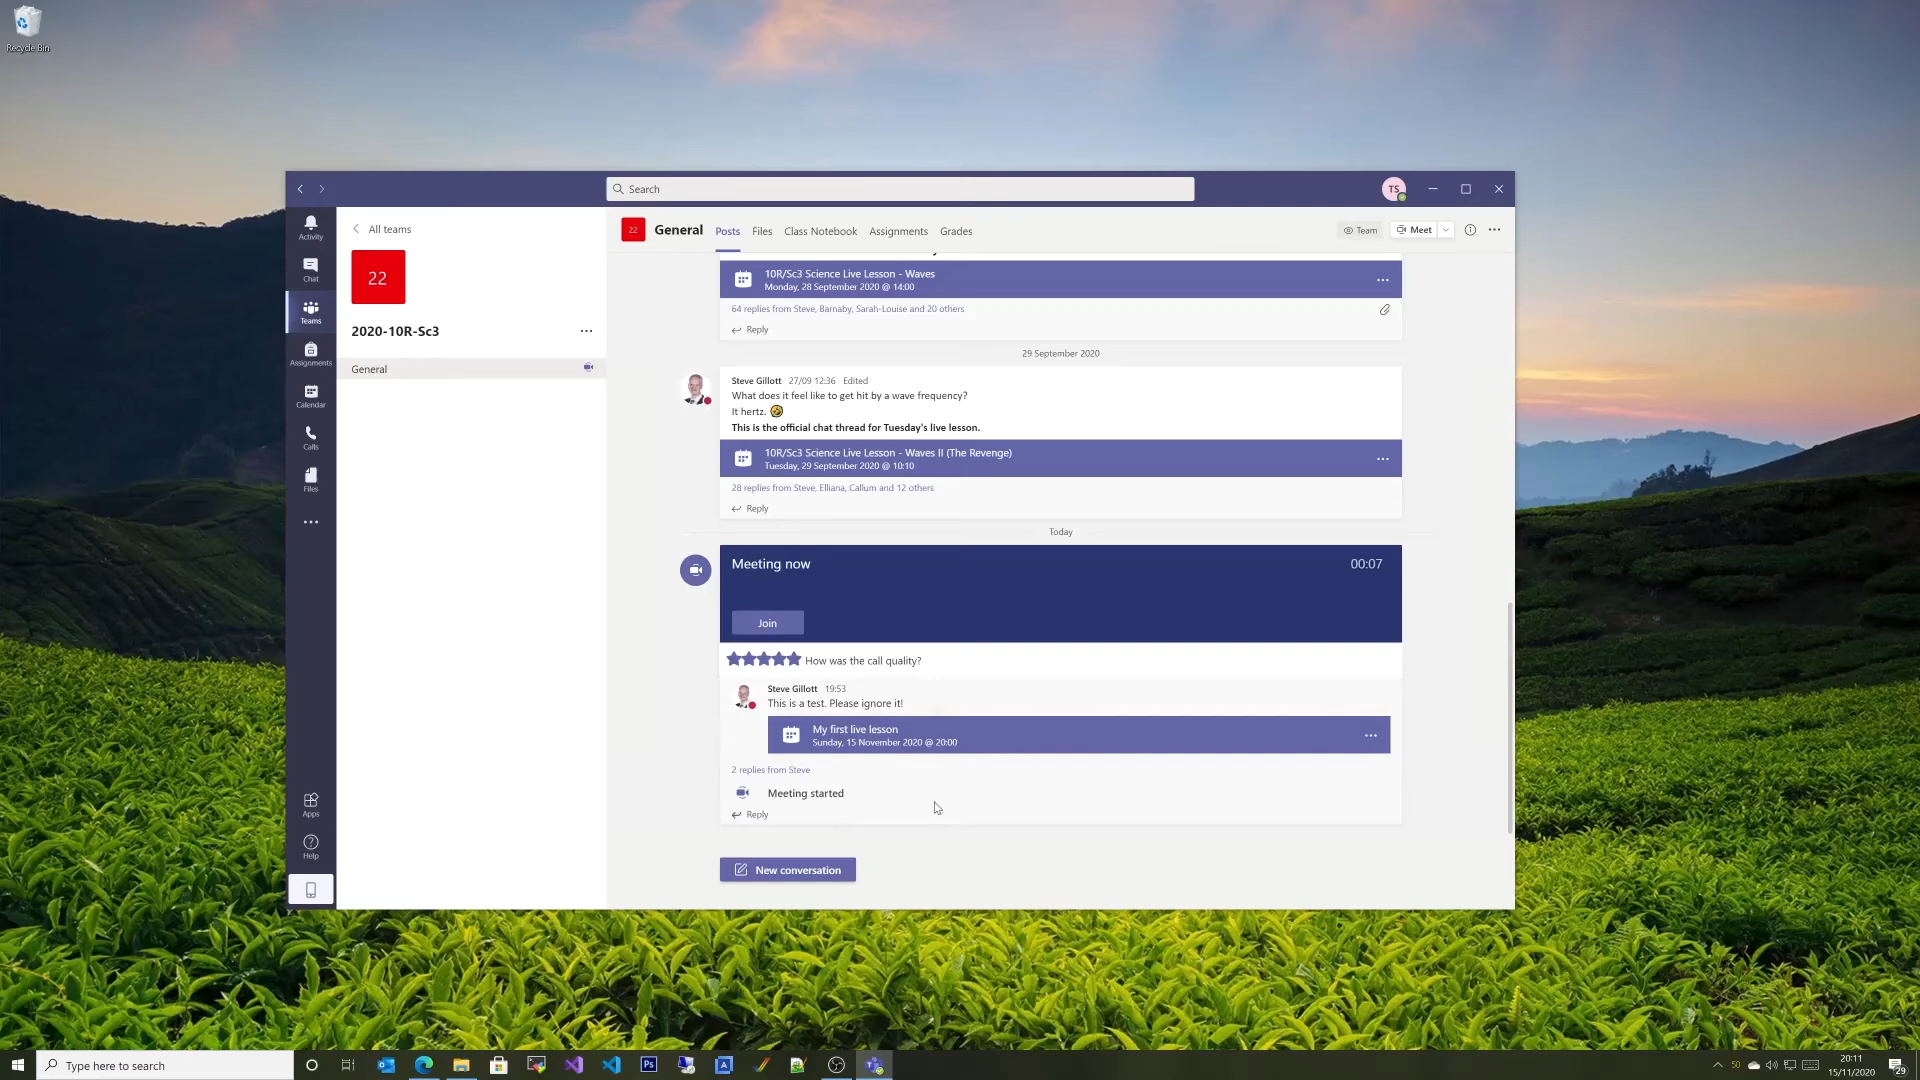 Recycle Bin
Search
TS
Activity
Chat
Teams
Assignments
Calendar
Calls
Files
Apps
Help
All teams
22
2020-10R-Sc3
General
22
General
Posts
Files
Class Notebook
Assignments
Grades
Team
Meet
10R/Sc3 Science Live Lesson - Waves
Monday, 28 September 2020 @ 14:00
64 replies from Steve, Barnaby, Sarah-Louise and 20 others
Reply
29 September 2020
Steve Gillott 27/09 12:36 Edited
What does it feel like to get hit by a wave frequency?
It hertz.
This is the official chat thread for Tuesday's live lesson.
10R/Sc3 Science Live Lesson - Waves II (The Revenge)
Tuesday, 29 September 2020 @ 10:10
28 replies from Steve, Elliana, Callum and 12 others
Reply
Today
Meeting now
00:07
Join
How was the call quality?
Steve Gillott 19:53
This is a test. Please ignore it!
My first live lesson
Sunday, 15 November 2020 @ 20:00
2 replies from Steve
Meeting started
Reply
New conversation
Type here to search
Ps
50
20:11
15/11/2020
29